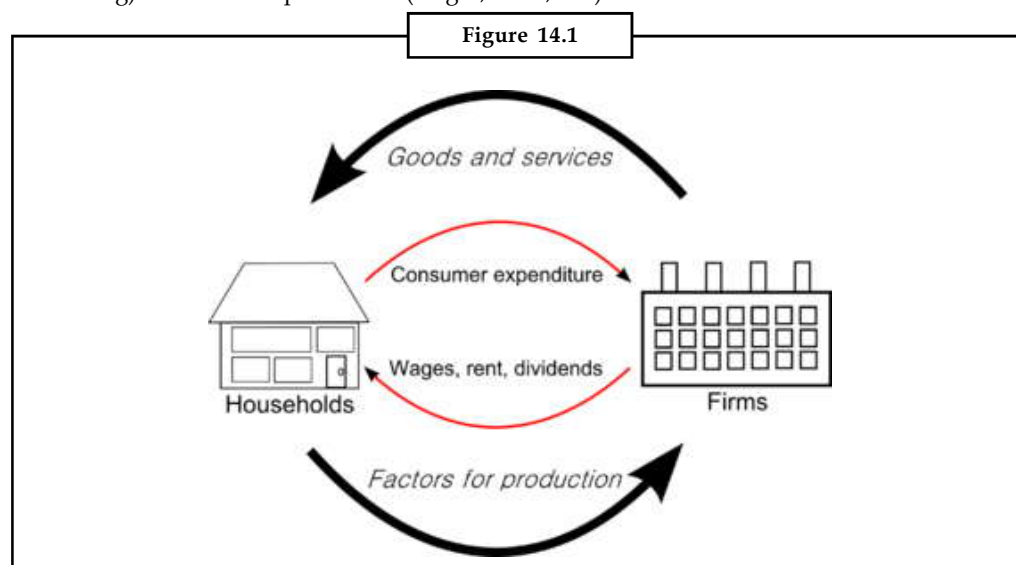 Figure 14.1
Goods and services
Consumer expenditure
Wages, rent, dividends
Households
Firms
Factors for production